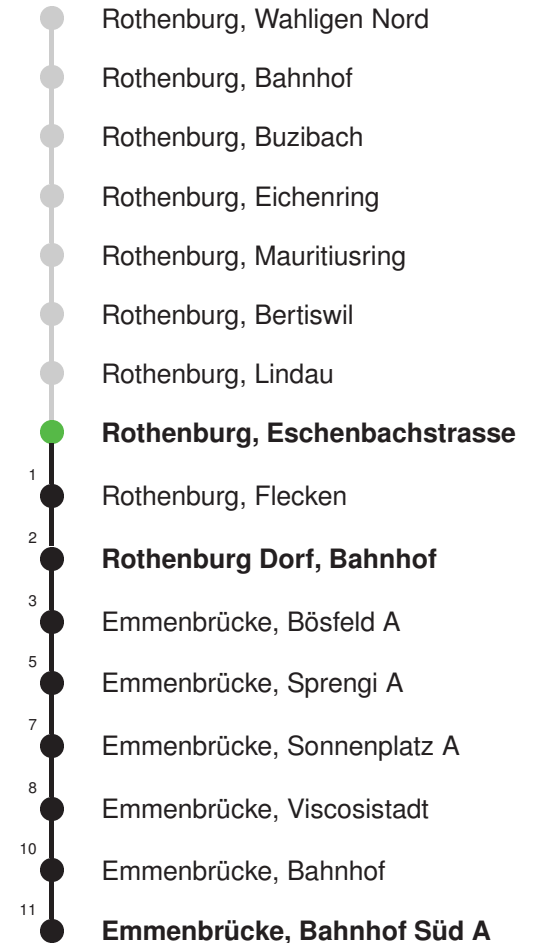 Rothenburg, Wahligen Nord
Rothenburg, Bahnhof
Rothenburg, Buzibach
Rothenburg, Eichenring
Rothenburg, Mauritiusring
Rothenburg, Bertiswil
Rothenburg, Lindau
Rothenburg, Eschenbachstrasse
1 Rothenburg, Flecken
2 Rothenburg Dorf, Bahnhof
3 Emmenbrücke, Bösfeld A
5 Emmenbrücke, Sprengi A
7 Emmenbrücke, Sonnenplatz A
8 Emmenbrücke, Viscosistadt
10 Emmenbrücke, Bahnhof
11 Emmenbrücke, Bahnhof Süd A